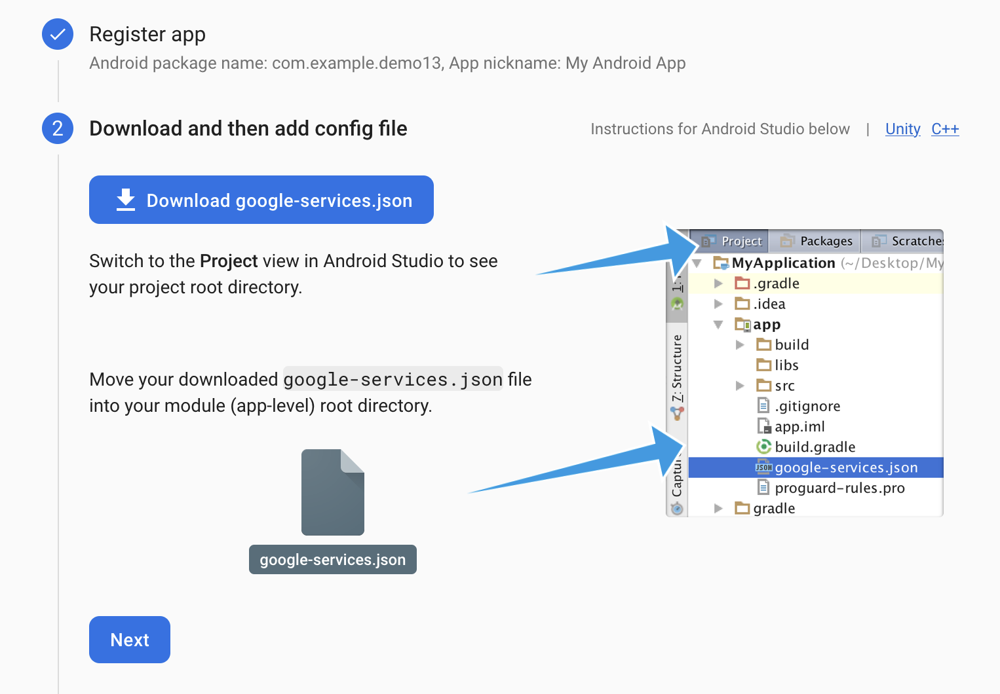 Register app
Android package name: com.example.demo13, App nickname: My Android App
2
Download and then add config file
Instructions for Android Studio below | Unity C++
Download google-services.json
Switch to the Project view in Android Studio to see
your project root directory.
Move your downloaded google-services.json file
into your module (app-level) root directory.
google-services.json
Next
Project Packages
MyApplication (~/Desktop/My
.gradle
.idea
app
build
libs
src
.gitignore
app.iml
build.gradle
JSON google-services.json
proguard-rules.pro
gradle
1:
Z: Structure